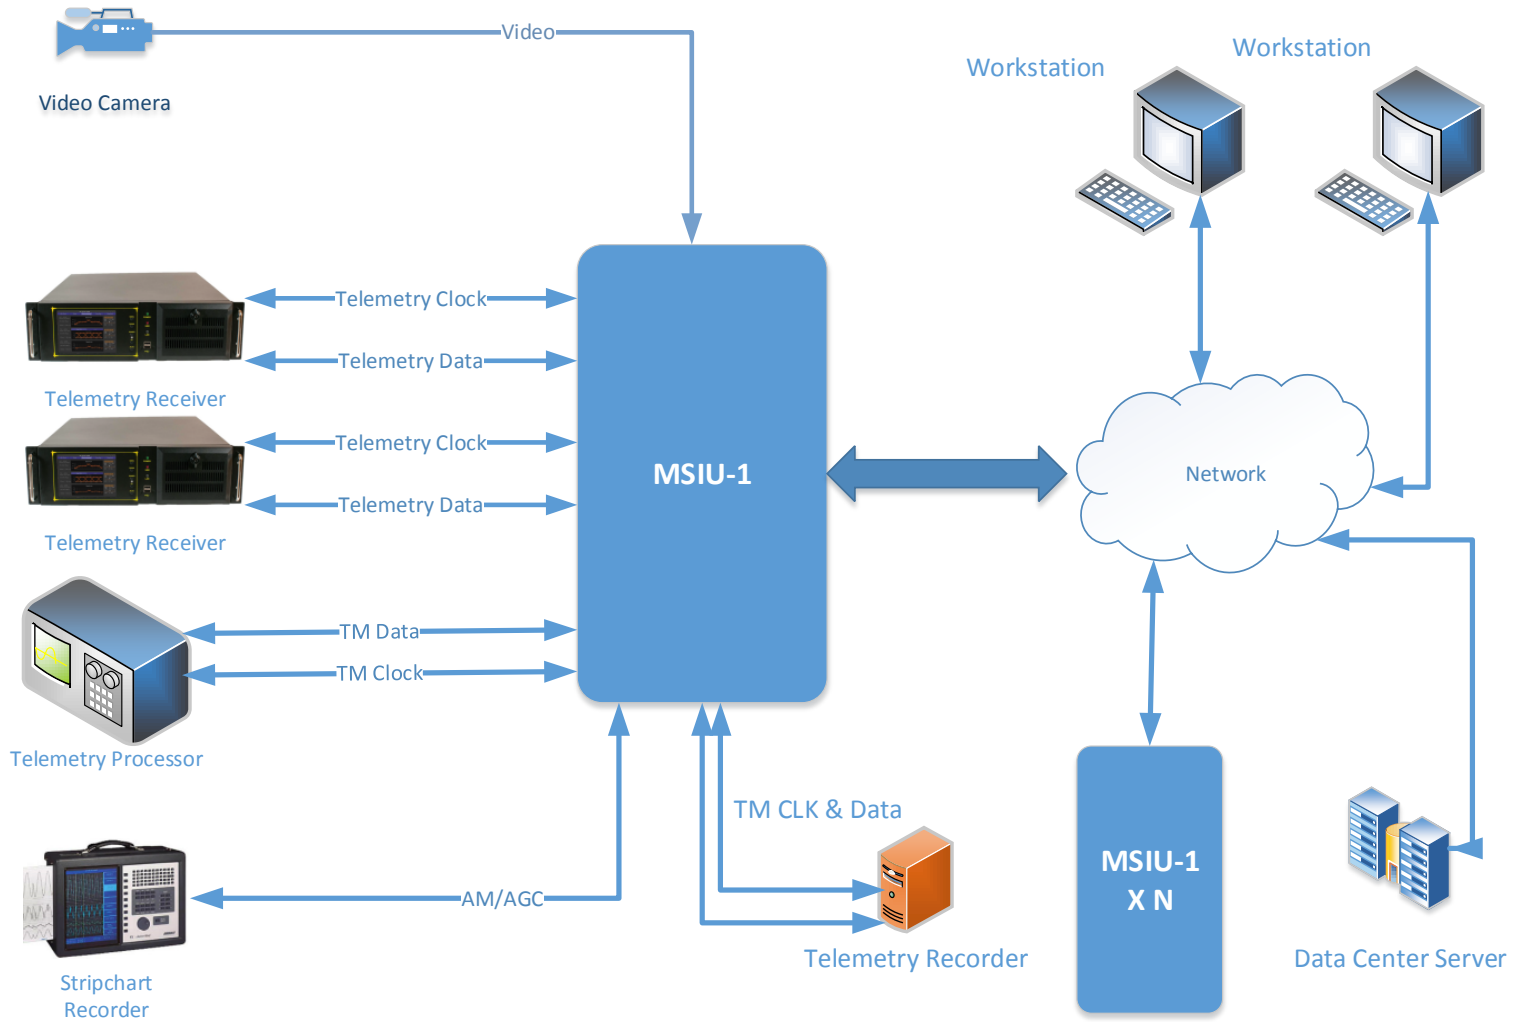 Video
Workstation
Workstation
Video Camera
Telemetry Clock
Telemetry Data
Telemetry Receiver
Telemetry Clock
Telemetry Data
Telemetry Receiver
MSIU-1
Network
TM Data
TM Clock
Telemetry Processor
TM CLK & Data
AM/AGC
MSIU-1
X N
Telemetry Recorder
Data Center Server
Stripchart
Recorder